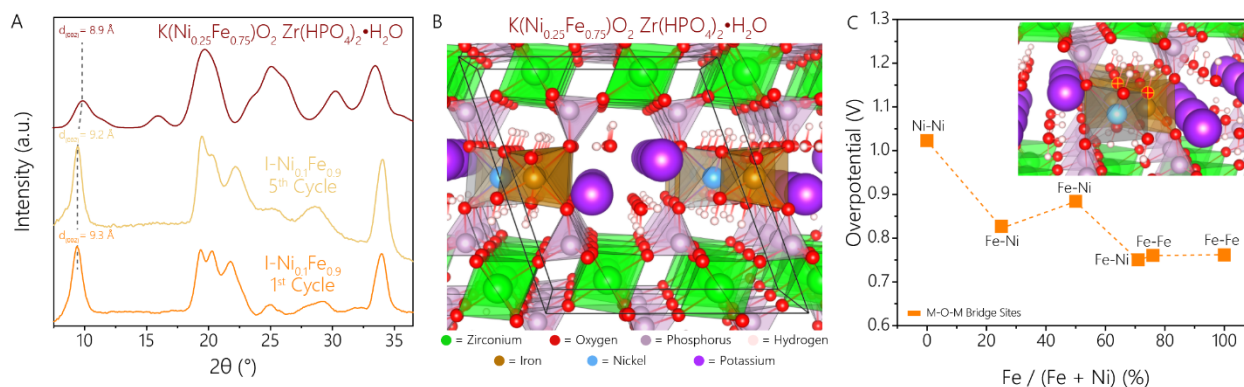 A
K(Ni0.25Fe0.75)O2 Zr(HPO4)2•H2O
d(002) = 8.9 Å
d(002) = 9.2 Å
I-Ni0.1Fe0.9
5th Cycle
d(002) = 9.3 Å
I-Ni0.1Fe0.9
1st Cycle
Intensity (a.u.)
10 15 20 25 30 35
2θ (°)
B
K(Ni0.25Fe0.75)O2 Zr(HPO4)2•H2O
= Zirconium = Oxygen = Phosphorus = Hydrogen
= Iron = Nickel = Potassium
C
1.3
1.2
1.1
1.0
0.9
0.8
0.7
0.6
Overpotential (V)
Ni-Ni
Fe-Ni
Fe-Ni
Fe-Ni
Fe-Fe
Fe-Fe
M-O-M Bridge Sites
0 20 40 60 80 100
Fe / (Fe + Ni) (%)